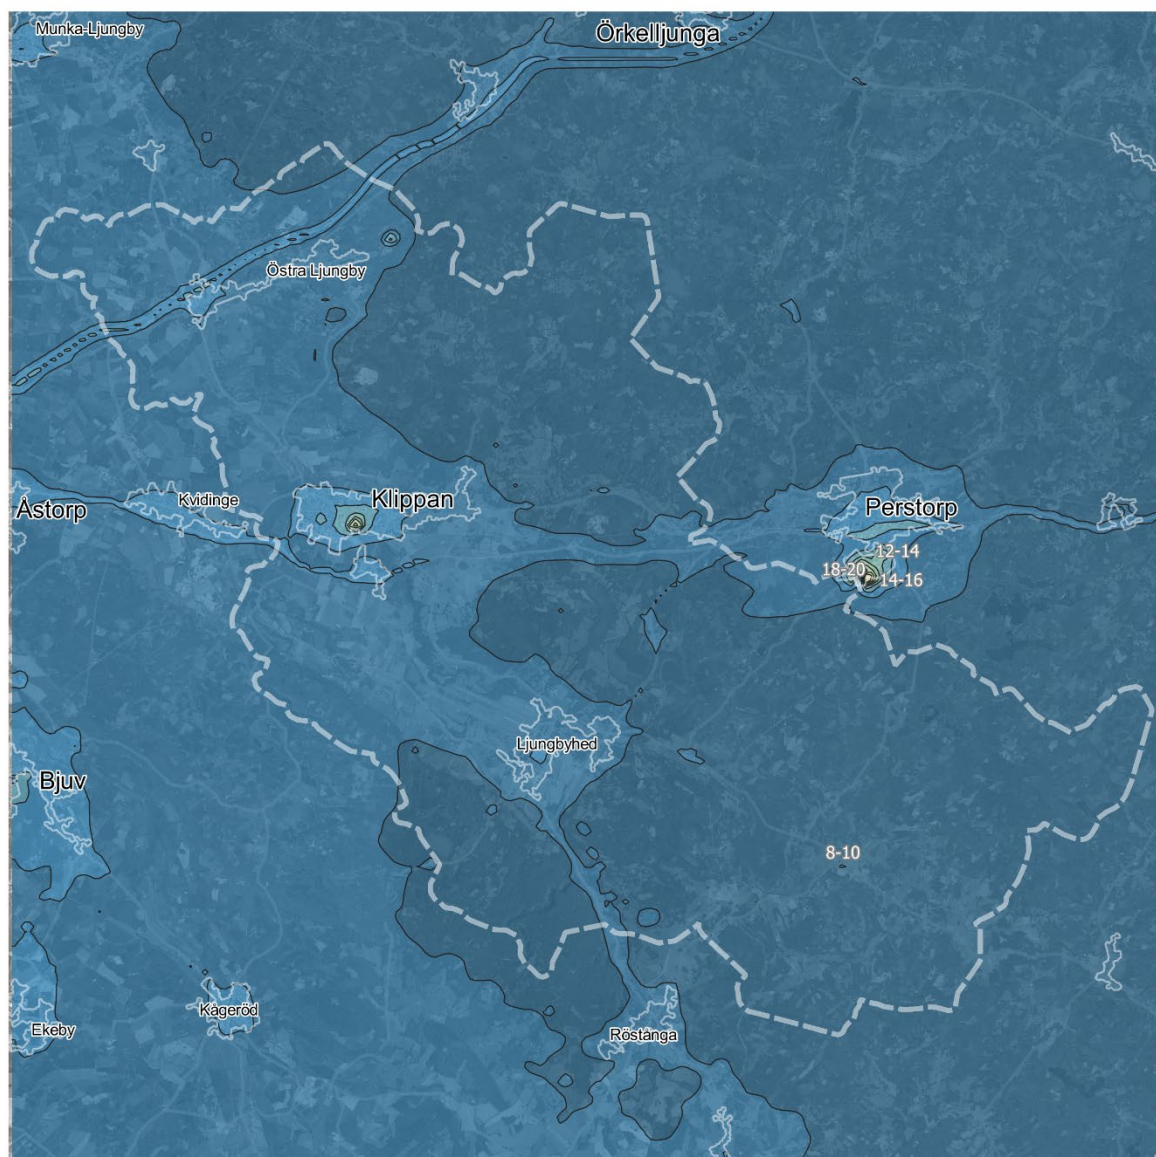 Munka-Ljungby
Örkelljunga
Östra Ljungby
Kvidinge
Klippan
Åstorp
Perstorp
12-14
18-20
14-16
Ljungbyhed
Bjuv
8-10
Kågeröd
Ekeby
Röstånga